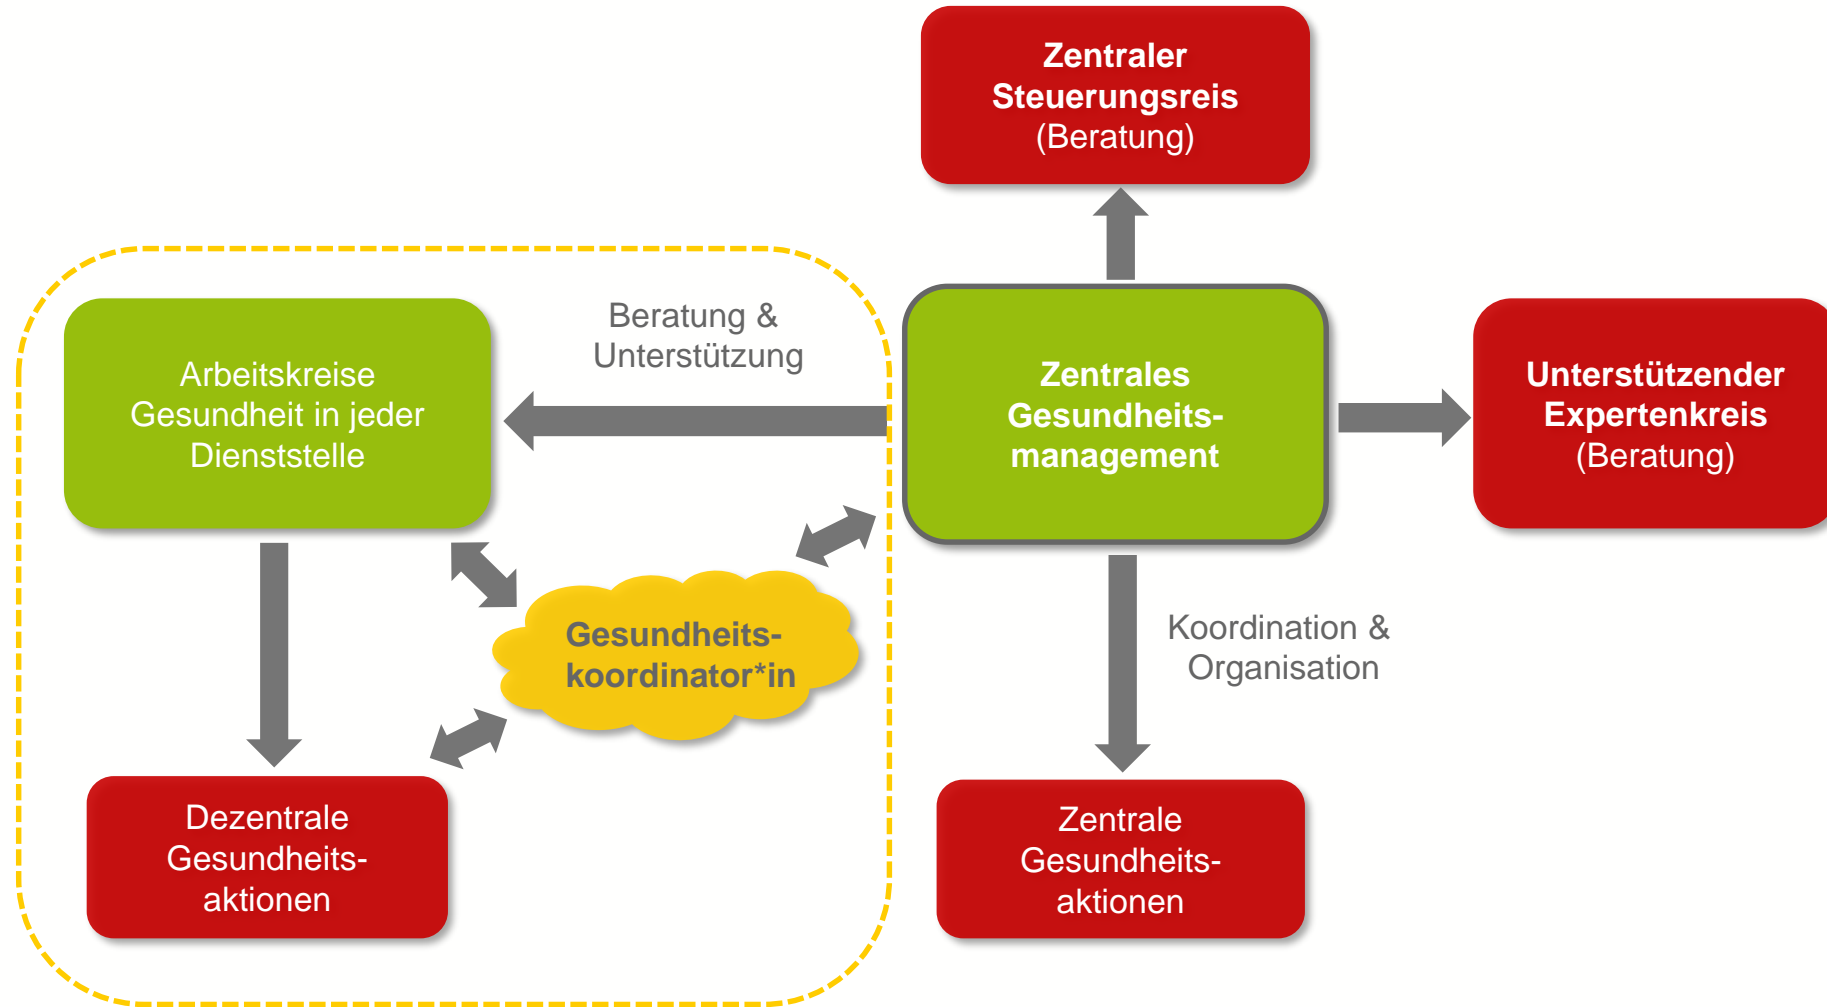 Zentraler
Steuerungsreis
(Beratung)
Beratung &
Unterstützung
Arbeitskreise
Gesundheit in jeder
Dienststelle
Zentrales
Gesundheits-
management
Unterstützender
Expertenkreis
(Beratung)
Gesundheits-
koordinator*in
Koordination &
Organisation
Dezentrale
Gesundheits-
aktionen
Zentrale
Gesundheits-
aktionen